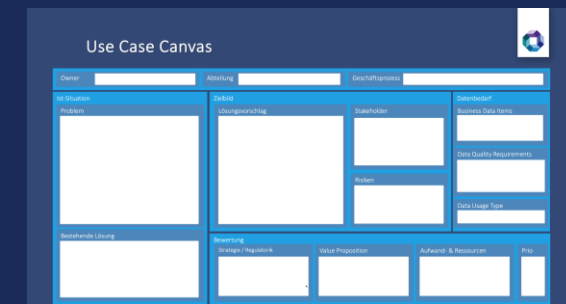 Use Case Canvas
Owner
Abteilung
Geschäftsprozess
Ist-Situation
Problem
Bestehende Lösung
Zielbild
Lösungsvorschlag
Stakeholder
Risiken
Datenbedarf
Business Data Items
Data Quality Requirements
Data Usage Type
Bewertung
Strategie / Regulatorik
Value Proposition
Aufwand- & Ressourcen
Prio